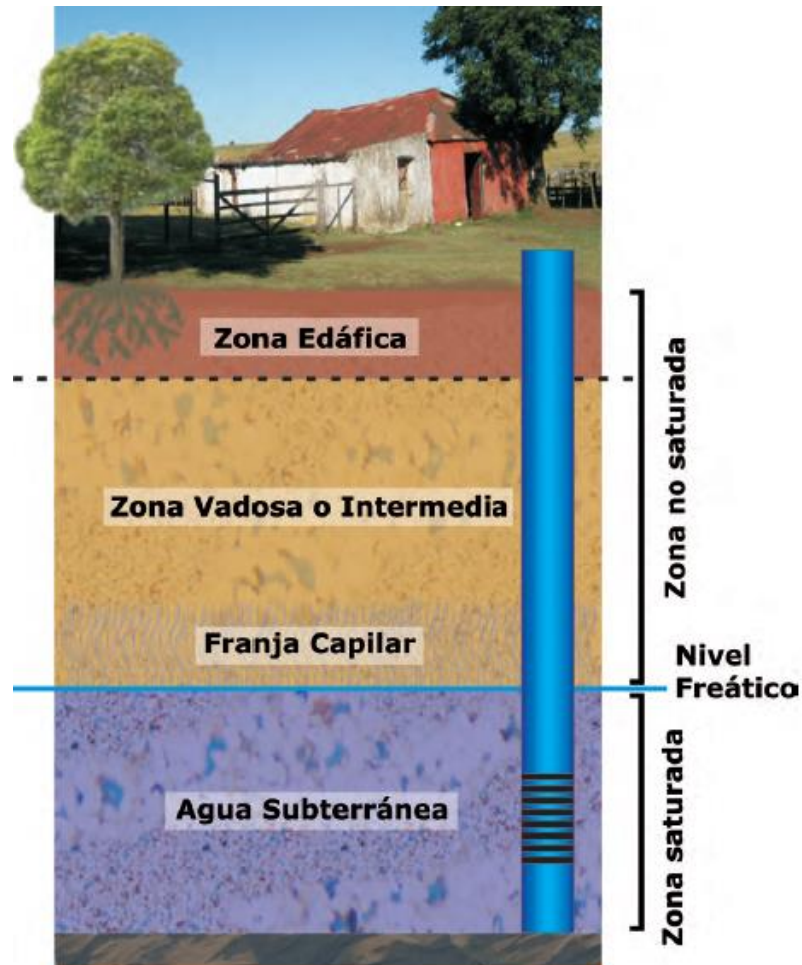 Zona Edáfica
Zona Vadosa o Intermedia
Franja Capilar
Agua Subterránea
Zona no saturada
Nivel
Freático
Zona saturada